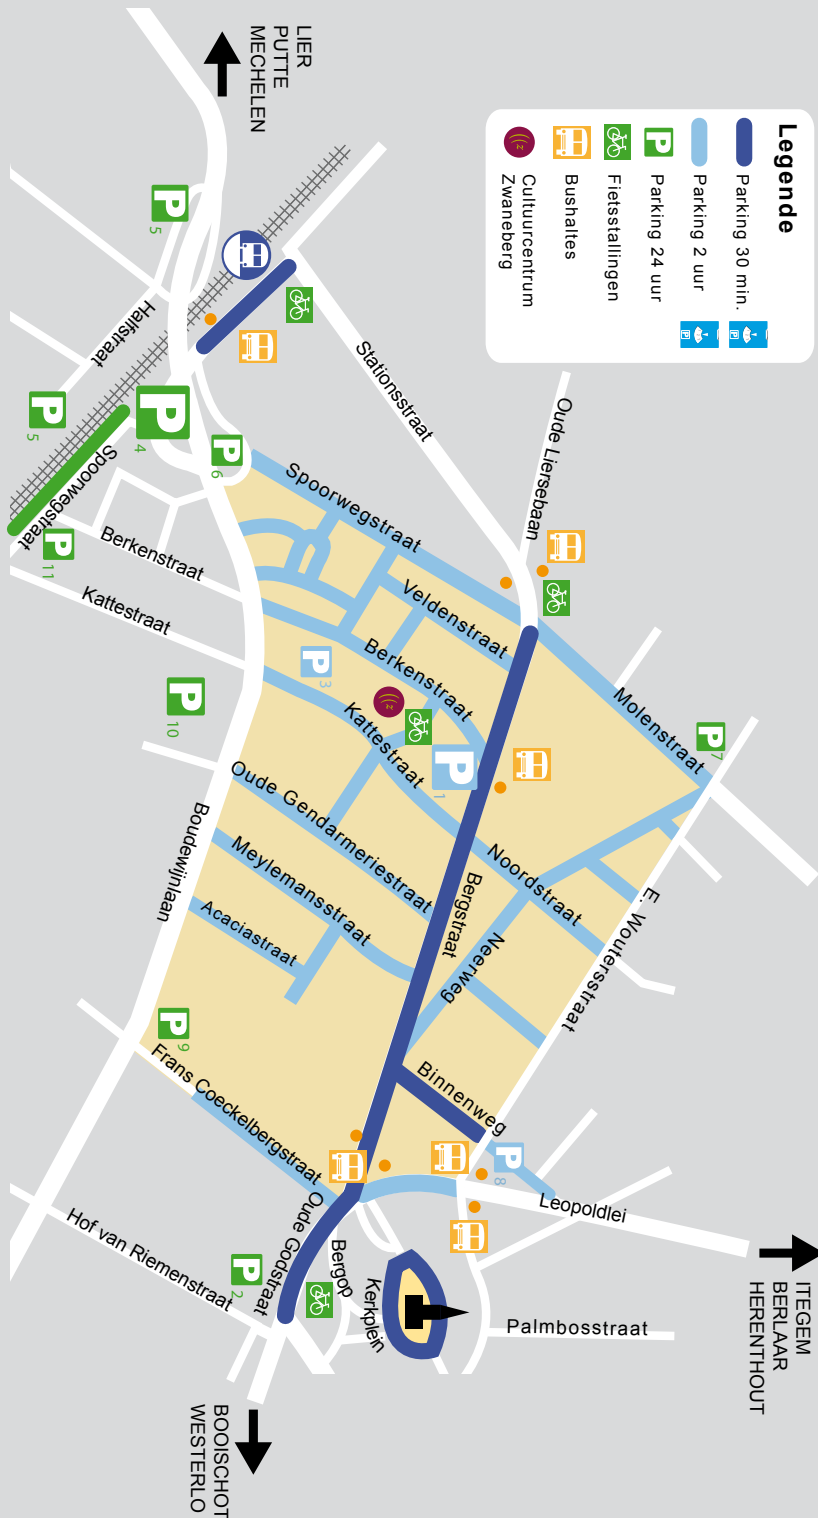 LIER
PUTTE
MECHELEN
Legende
Parking 30 min.
Parking 2 uur
P Parking 24 uur
Fietsstallingen
Bushaltes
Cultuurcentrum
Zwaneberg
P 5
Halfstraat
P 5
P 4
P 6
Spoorwegstraat
P 11
Stationsstraat
Oude Liersebaan
Spoorwegstraat
Veldenstraat
Berkenstraat
Berkenstraat
Kattestraat
Kattestraat
P 3
P 1
P 10
Molenstraat
P 7
Oude Gendarmeriestraat
Meylemansstraat
Acaciastraat
Boudewijnlaan
Bergstraat
Noordstraat
Neerweg
E. Woutersstraat
P 9
Frans Coeckelbergstraat
Binnenweg
P 8
Leopoldlei
Hof van Riemenstraat
P 2
Oude Godstraat
Bergop
Kerkplein
Palmbosstraat
ITEGEM
BERLAAR
HERENTHOUT
BOOISCHOT
WESTERLO